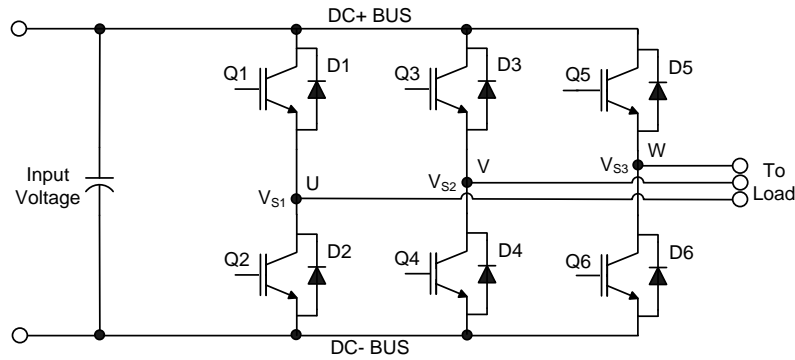 DC+ BUS
Q1
D1
Q3
D3
Q5
D5
Input
Voltage
VS1
U
VS2
V
VS3
W
To
Load
Q2
D2
Q4
D4
Q6
D6
DC- BUS